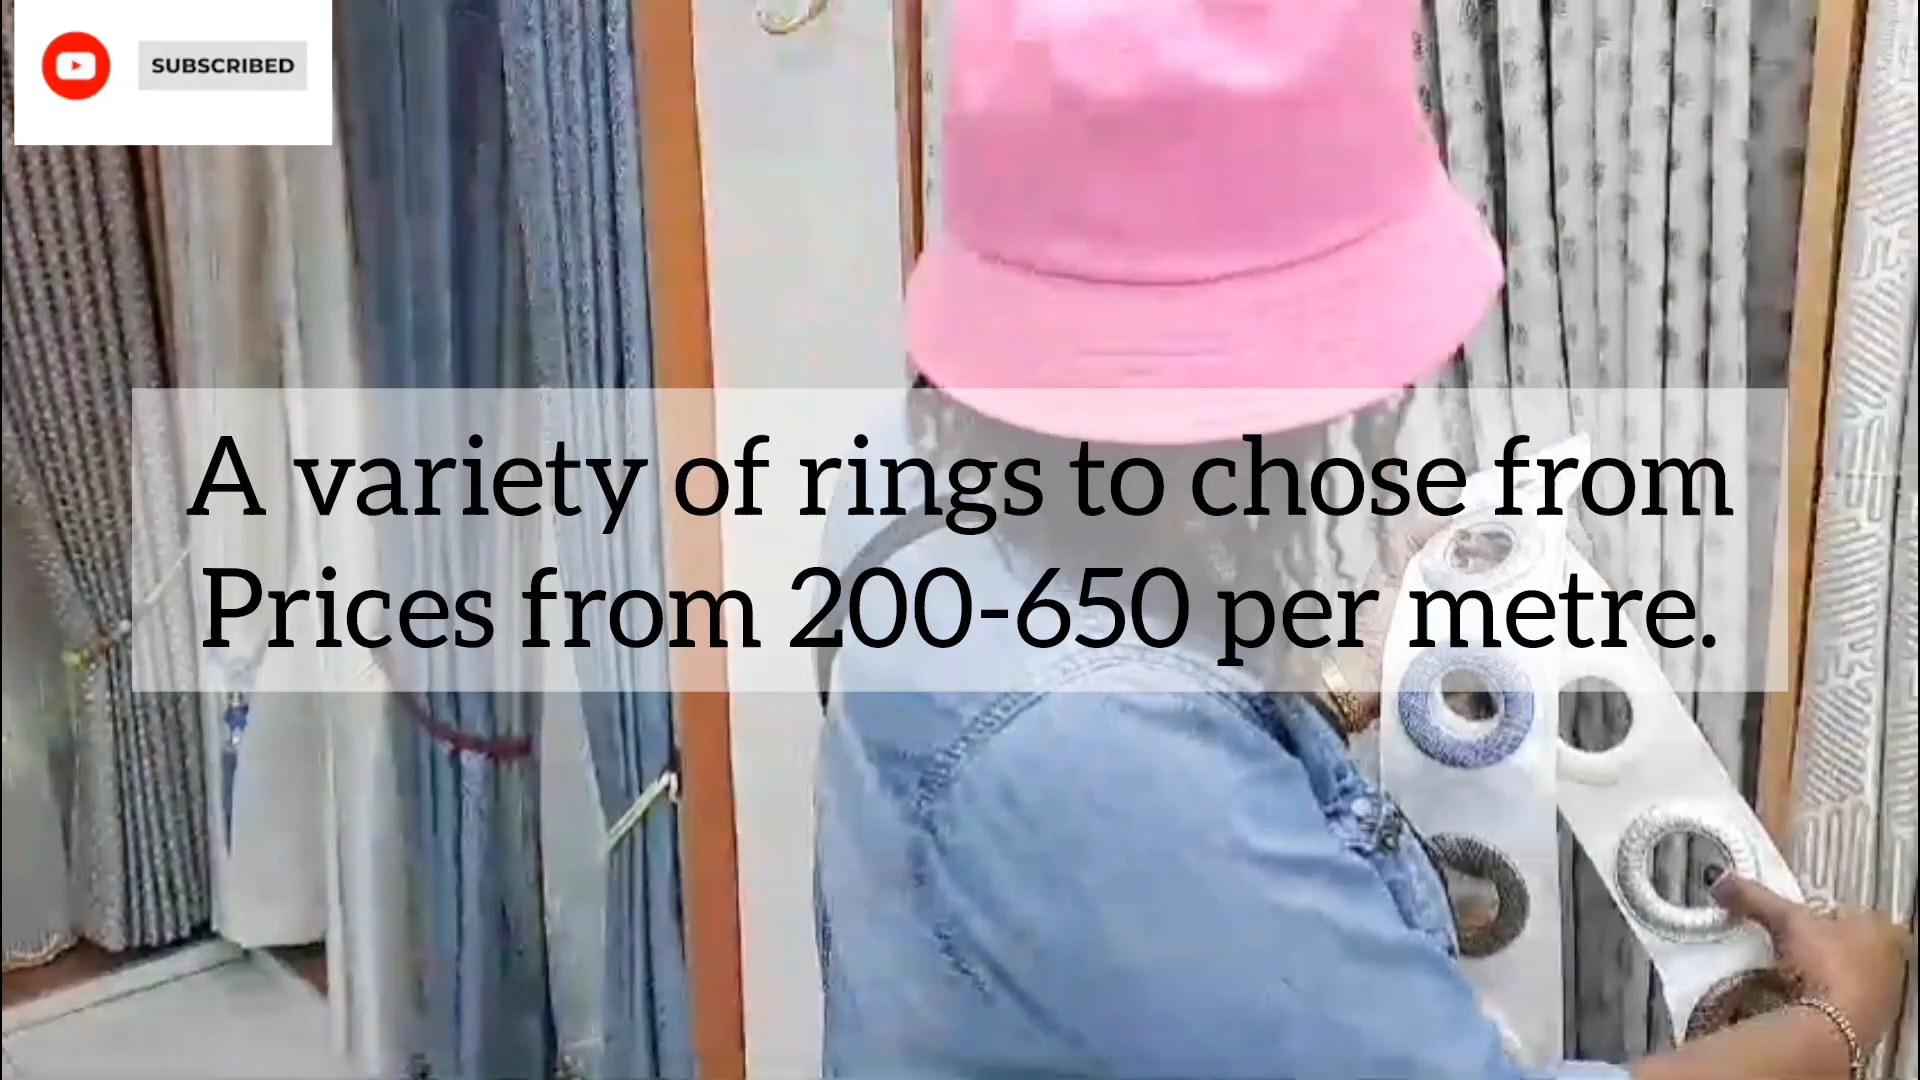 SUBSCRIBED
A variety of rings to chose from
Prices from 200-650 per metre.